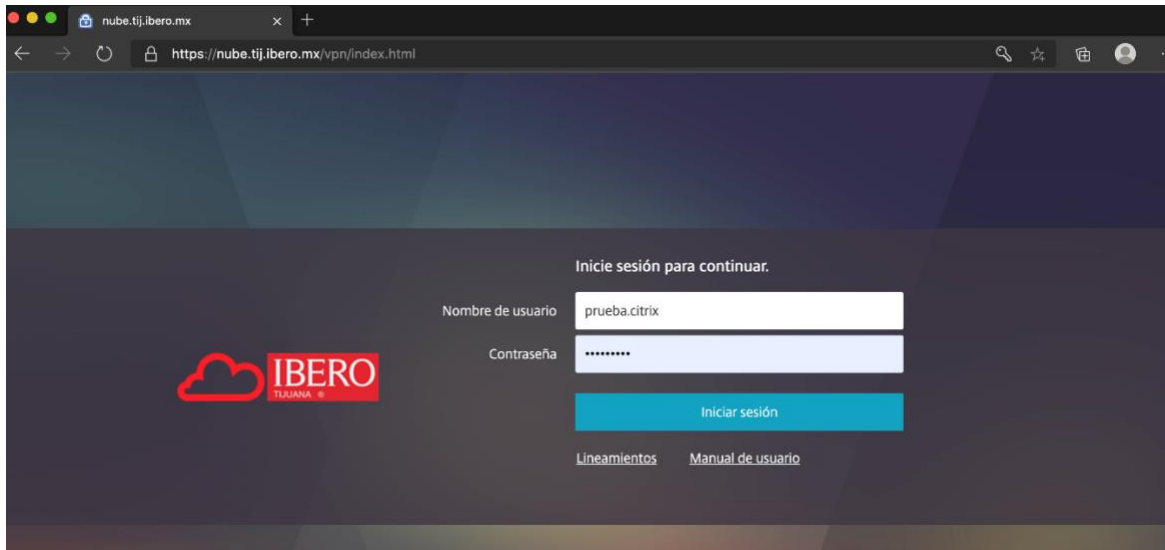 nube.tij.ibero.mx
https://nube.tij.ibero.mx/vpn/index.html
Inicie sesión para continuar.
Nombre de usuario prueba.citrix
Contraseña •••••••••
IBERO
TIJUANA ®
Iniciar sesión
Lineamientos Manual de usuario